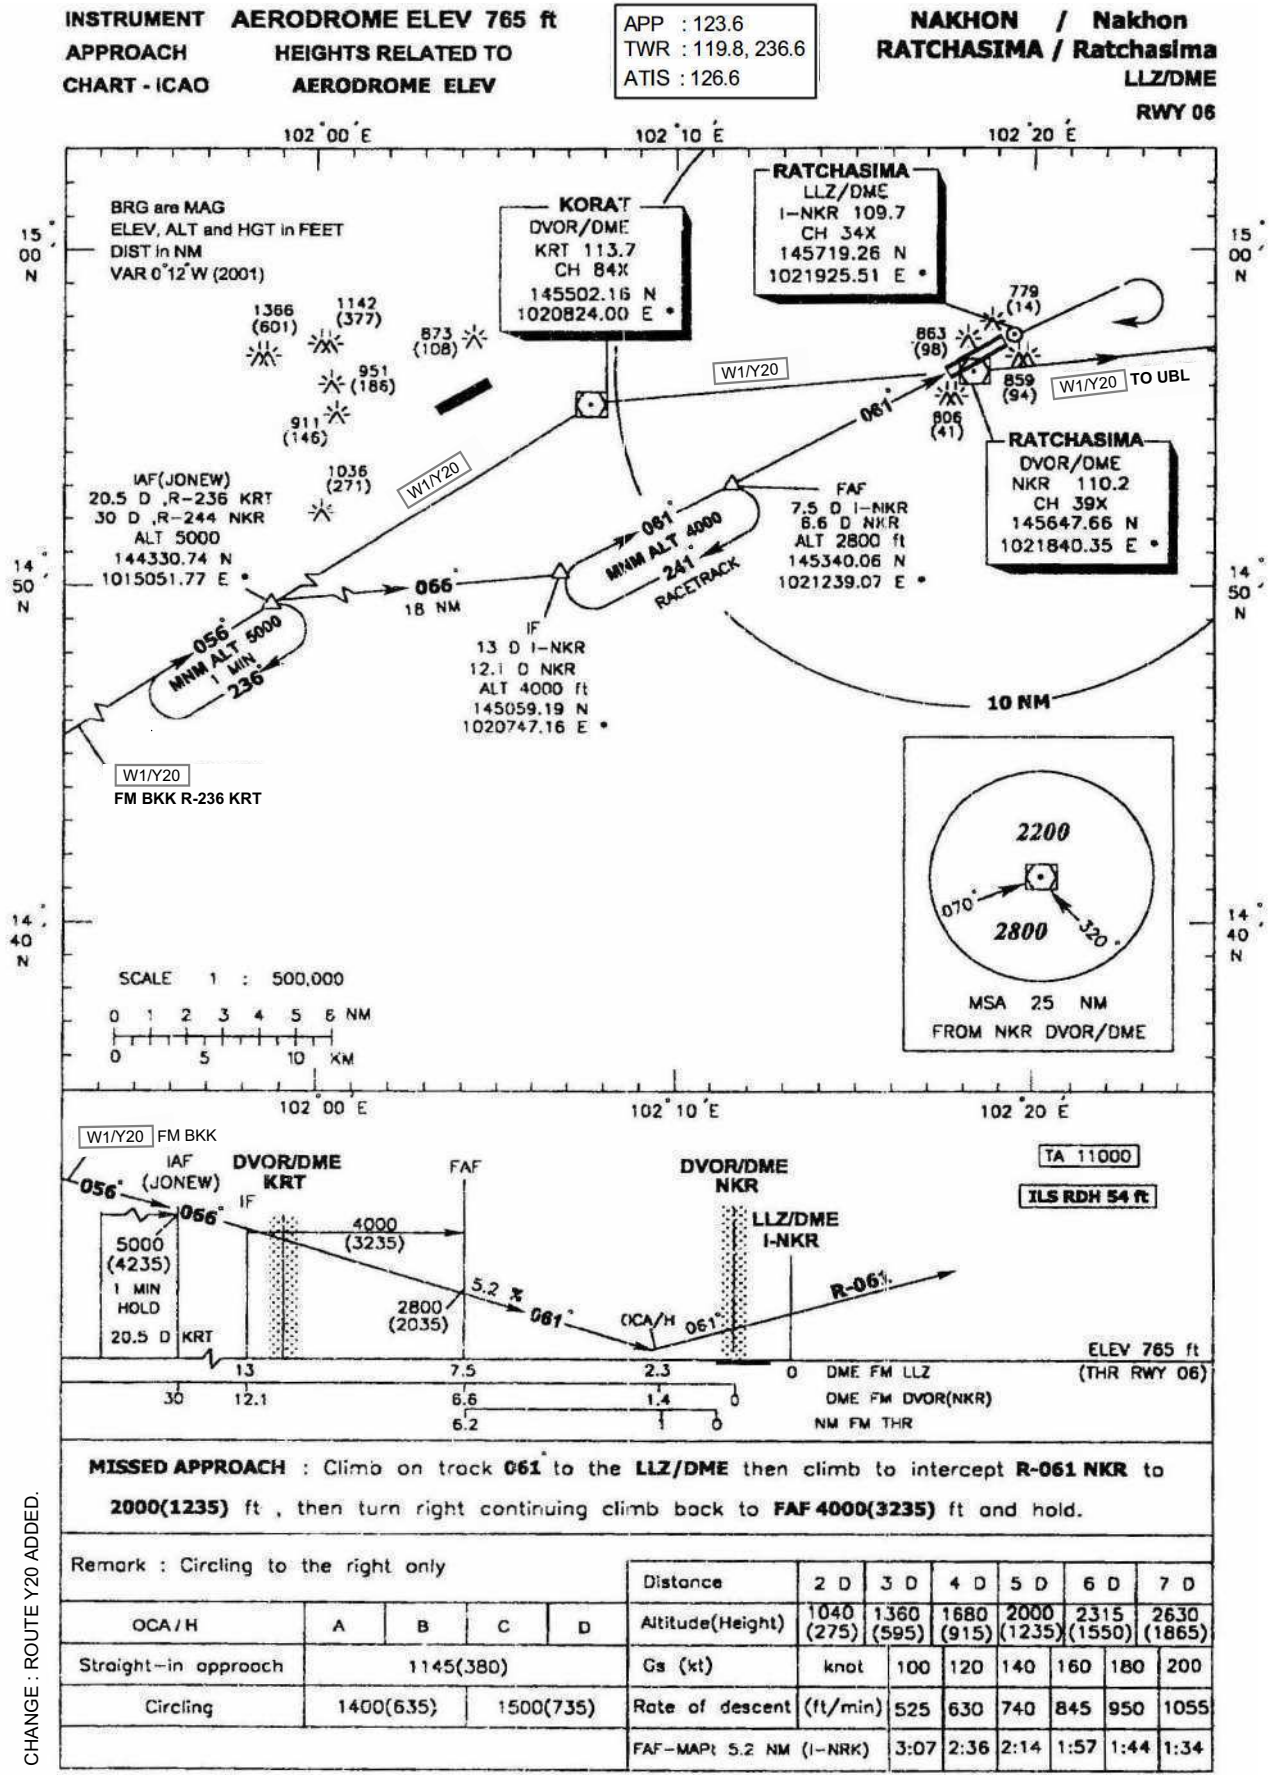 INSTRUMENT AERODROME ELEV 765 ft
APPROACH HEIGHTS RELATED TO
CHART - ICAO AERODROME ELEV
APP : 123.6
TWR : 119.8, 236.6
ATIS : 126.6
NAKHON / Nakhon
RATCHASIMA / Ratchasima
LLZ/DME
RWY 06
102°00´E
102°10´E
102°20´E
BRG are MAG
ELEV, ALT and HGT in FEET
DIST in NM
VAR 0°12´W (2001)
15°
00´
N
15°
00´
N
KORAT
DVOR/DME
KRT 113.7
CH 84X
145502.16 N
1020824.00 E *
RATCHASIMA
LLZ/DME
I-NKR 109.7
CH 34X
145719.26 N
1021925.51 E *
1366
(601)
1142
(377)
873
(108)
951
(186)
911
(146)
1036
(271)
779
(14)
863
(98)
859
(94)
806
(41)
W1/Y20
W1/Y20 TO UBL
W1/Y20
061°
RATCHASIMA
DVOR/DME
NKR 110.2
CH 39X
145647.66 N
1021840.35 E *
IAF(JONEW)
20.5 D ,R-236 KRT
30 D ,R-244 NKR
ALT 5000
144330.74 N
1015051.77 E *
FAF
7.5 D I-NKR
6.6 D NKR
ALT 2800 ft
145340.06 N
1021239.07 E *
061°
MNM ALT 4000
241°
RACETRACK
066°
18 NM
14°
50´
N
14°
50´
N
IF
13 D I-NKR
12.1 D NKR
ALT 4000 ft
145059.19 N
1020747.16 E *
056°
MNM ALT 5000
1 MIN
236°
10 NM
W1/Y20
FM BKK R-236 KRT
2200
070°
2800
320°
MSA 25 NM
FROM NKR DVOR/DME
14°
40´
N
14°
40´
N
SCALE 1 : 500,000
0 1 2 3 4 5 6 NM
0 5 10 KM
102°00´E
102°10´E
102°20´E
W1/Y20 FM BKK
056°
IAF
(JONEW)
066°
IF
DVOR/DME
KRT
FAF
DVOR/DME
NKR
LLZ/DME
I-NKR
TA 11000
ILS RDH 54 ft
5000
(4235)
1 MIN
HOLD
20.5 D KRT
4000
(3235)
2800
(2035)
5.2 %
061°
OCA/H
061°
R-061
ELEV 765 ft
(THR RWY 06)
13 7.5 2.3 0 DME FM LLZ
30 12.1 6.6 1.4 0 DME FM DVOR(NKR)
6.2 1 0 NM FM THR
MISSED APPROACH : Climb on track 061° to the LLZ/DME then climb to intercept R-061 NKR to
2000(1235) ft , then turn right continuing climb back to FAF 4000(3235) ft and hold.
Remark : Circling to the right only
OCA/H A B C D
Straight-in approach 1145(380)
Circling 1400(635) 1500(735)
Distance 2 D 3 D 4 D 5 D 6 D 7 D
Altitude(Height) 1040 1360 1680 2000 2315 2630
(275) (595) (915) (1235) (1550) (1865)
Gs (kt) knot 100 120 140 160 180 200
Rate of descent (ft/min) 525 630 740 845 950 1055
FAF-MAPt 5.2 NM (I-NRK) 3:07 2:36 2:14 1:57 1:44 1:34
CHANGE : ROUTE Y20 ADDED.